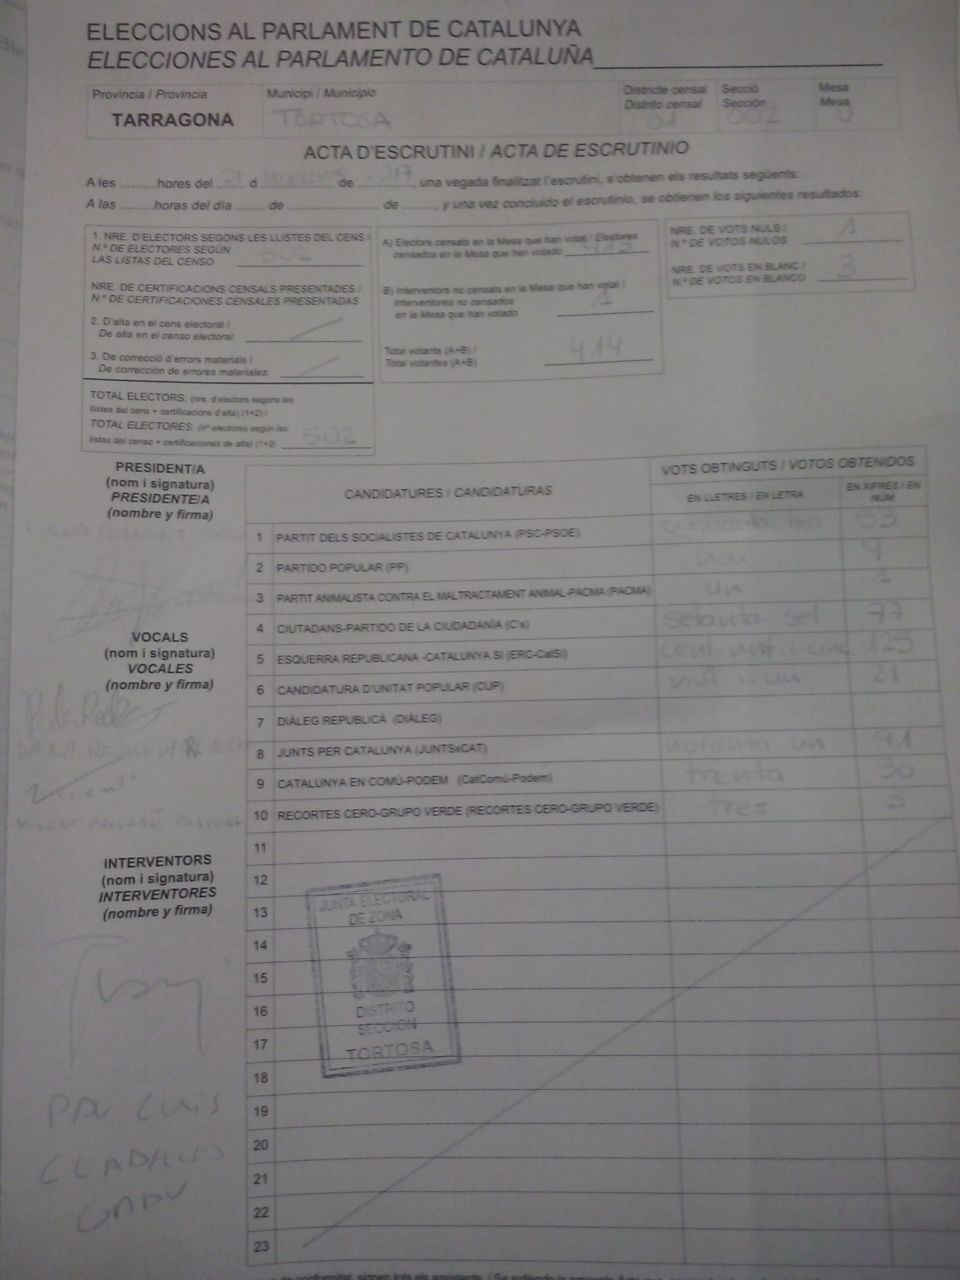 ELECCIONS AL PARLAMENT DE CATALUNYA
ELECCIONES AL PARLAMENTO DE CATALUÑA
Provincia / Provincia
TARRAGONA
Municipi / Municipio
TORTOSA
Districte censal
Distrito censal
01
Secció
Sección
002
Mesa
Mesa
ACTA D'ESCRUTINI / ACTA DE ESCRUTINIO
A les ......... hores del 21 d ......... de 2017, una vegada finalitzat l'escrutini, s'obtenen els resultats següents:
A las ......... horas del día ....... de ................... de ......, y una vez concluido el escrutinio, se obtienen los siguientes resultados:
1. NRE. D'ELECTORS SEGONS LES LLISTES DEL CENS /
N.º DE ELECTORES SEGÚN
LAS LISTAS DEL CENSO 502
NRE. DE CERTIFICACIONS CENSALS PRESENTADES /
N.º DE CERTIFICACIONES CENSALES PRESENTADAS
2. D'alta en el cens electoral /
De alta en el censo electoral:
3. De correcció d'errors materials /
De corrección de errores materiales:
TOTAL ELECTORS: (nre. d'electors segons les
llistes del cens + certificacions d'alta) (1+2) /
TOTAL ELECTORES: (nº electores según las
listas del censo + certificaciones de alta) (1+2) 502
A) Electors censats en la Mesa que han votat / Electores
censados en la Mesa que han votado 413
B) Interventors no censats en la Mesa que han votat /
Interventores no censados
en la Mesa que han votado 1
Total votants (A+B) /
Total votantes (A+B) 414
NRE. DE VOTS NULS /
N.º DE VOTOS NULOS 1
NRE. DE VOTS EN BLANC /
N.º DE VOTOS EN BLANCO 3
PRESIDENT/A
(nom i signatura)
PRESIDENTE/A
(nombre y firma)
VOCALS
(nom i signatura)
VOCALES
(nombre y firma)
INTERVENTORS
(nom i signatura)
INTERVENTORES
(nombre y firma)
CANDIDATURES / CANDIDATURAS
VOTS OBTINGUTS / VOTOS OBTENIDOS
EN LLETRES / EN LETRA
EN XIFRES / EN NUM
1 PARTIT DELS SOCIALISTES DE CATALUNYA (PSC-PSOE) 53
2 PARTIDO POPULAR (PP) nou 9
3 PARTIT ANIMALISTA CONTRA EL MALTRACTAMENT ANIMAL-PACMA (PACMA) un 1
4 CIUTADANS-PARTIDO DE LA CIUDADANÍA (C's) setanta set 77
5 ESQUERRA REPUBLICANA -CATALUNYA SÍ (ERC-CatSí) cent vint-i-cinc 125
6 CANDIDATURA D'UNITAT POPULAR (CUP) vint-i-un 21
7 DIÀLEG REPUBLICÀ (DIÀLEG)
8 JUNTS PER CATALUNYA (JUNTSxCAT) noranta un 91
9 CATALUNYA EN COMÚ-PODEM (CatComú-Podem) trenta 30
10 RECORTES CERO-GRUPO VERDE (RECORTES CERO-GRUPO VERDE) tres 3
11
12
13
14
15
16
17
18
19
20
21
22
23
JUNTA ELECTORAL
DE ZONA
DISTRITO
SECCION
TORTOSA